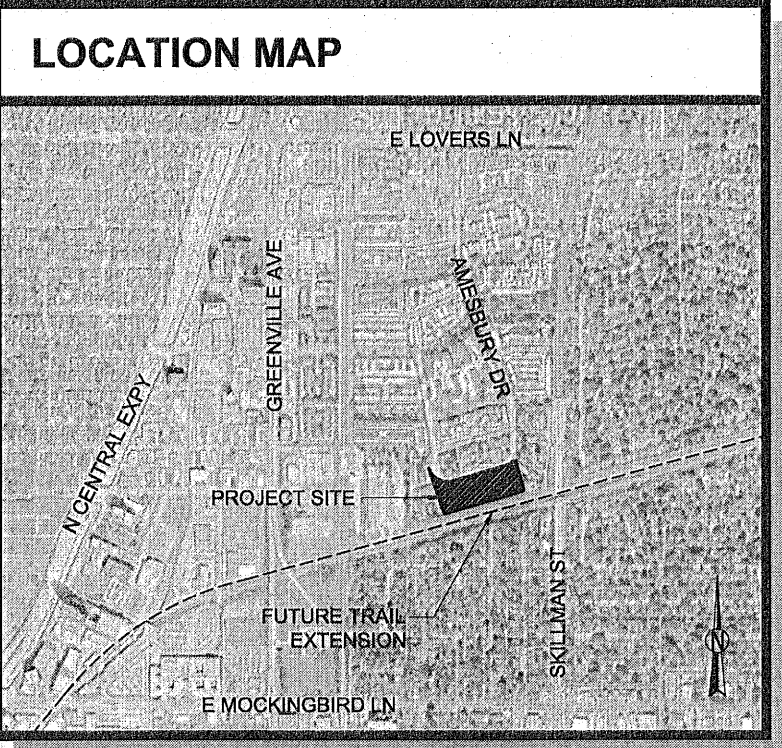 LOCATION MAP
E LOVERS LN
GREENVILLE AVE
AMESBURY DR
N CENTRAL EXPY
PROJECT SITE
SKILLMAN ST
FUTURE TRAIL
EXTENSION
N
E MOCKINGBIRD LN